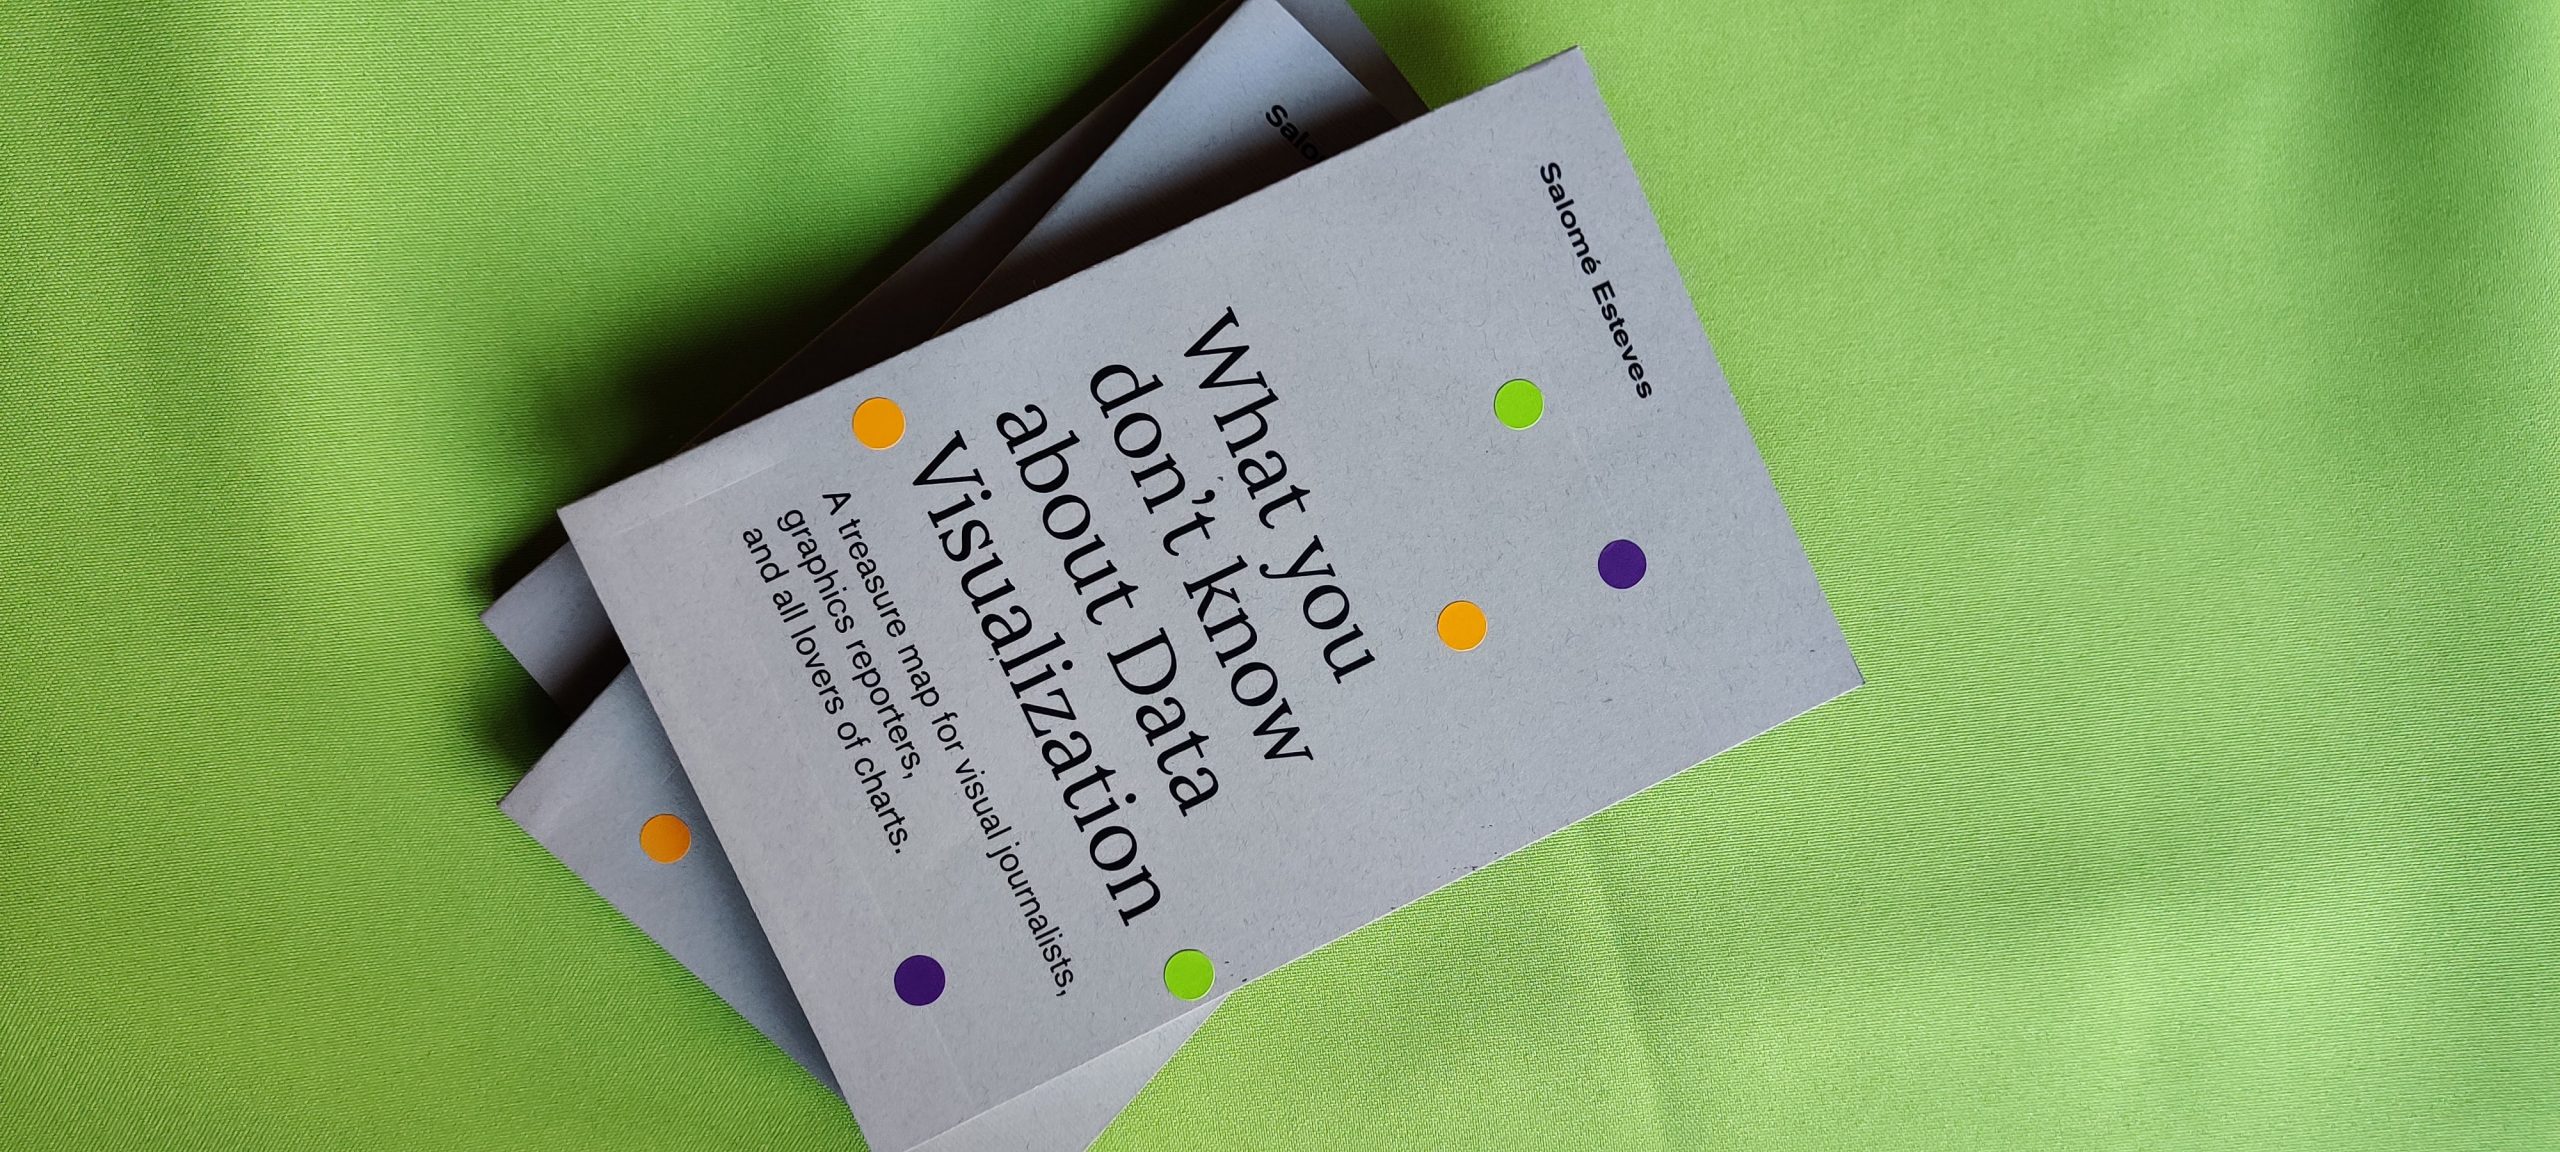 Salomé Esteves
What you
don't know
about Data
Visualization
A treasure map for visual journalists,
graphics reporters,
and all lovers of charts.
Salo